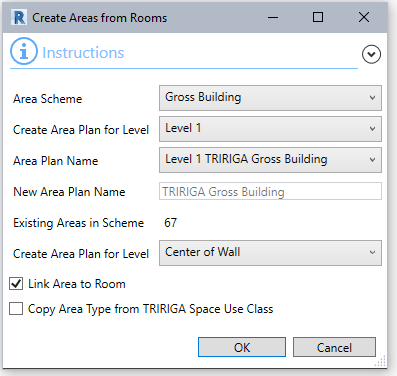 R Create Areas from Rooms
i Instructions
Area Scheme Gross Building
Create Area Plan for Level Level 1
Area Plan Name Level 1 TRIRIGA Gross Building
New Area Plan Name TRIRIGA Gross Building
Existing Areas in Scheme 67
Create Area Plan for Level Center of Wall
Link Area to Room
Copy Area Type from TRIRIGA Space Use Class
OK Cancel